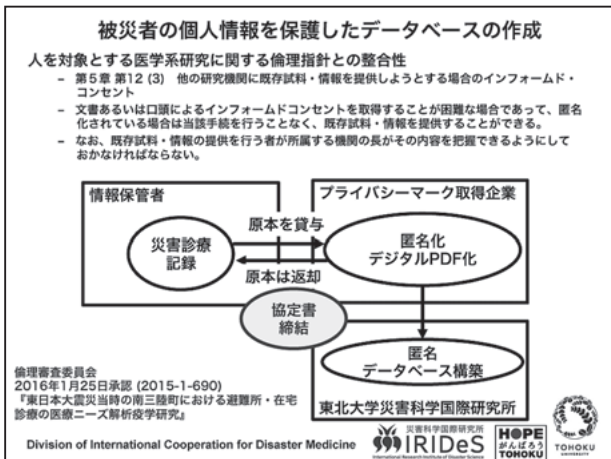 被災者の個人情報を保護したデータベースの作成
人を対象とする医学系研究に関する倫理指針との整合性
– 第5章 第12 (3) 他の研究機関に既存試料・情報を提供しようとする場合のインフォームド・
コンセント
– 文書あるいは口頭によるインフォームドコンセントを取得することが困難な場合であって、匿名
化されている場合は当該手続を行うことなく、既存試料・情報を提供することができる。
– なお、既存試料・情報の提供を行う者が所属する機関の長がその内容を把握できるようにして
おかなければならない。
情報保管者
プライバシーマーク取得企業
原本を貸与
災害診療
記録
匿名化
デジタルPDF化
原本は返却
協定書
締結
匿名
データベース構築
東北大学災害科学国際研究所
倫理審査委員会
2016年1月25日承認 (2015-1-690)
『東日本大震災当時の南三陸町における避難所・在宅
診療の医療ニーズ解析疫学研究』
Division of International Cooperation for Disaster Medicine
災害科学国際研究所
IRIDeS
International Research Institute of Disaster Science
HOPE
がんばろう
TOHOKU
TOHOKU
UNIVERSITY